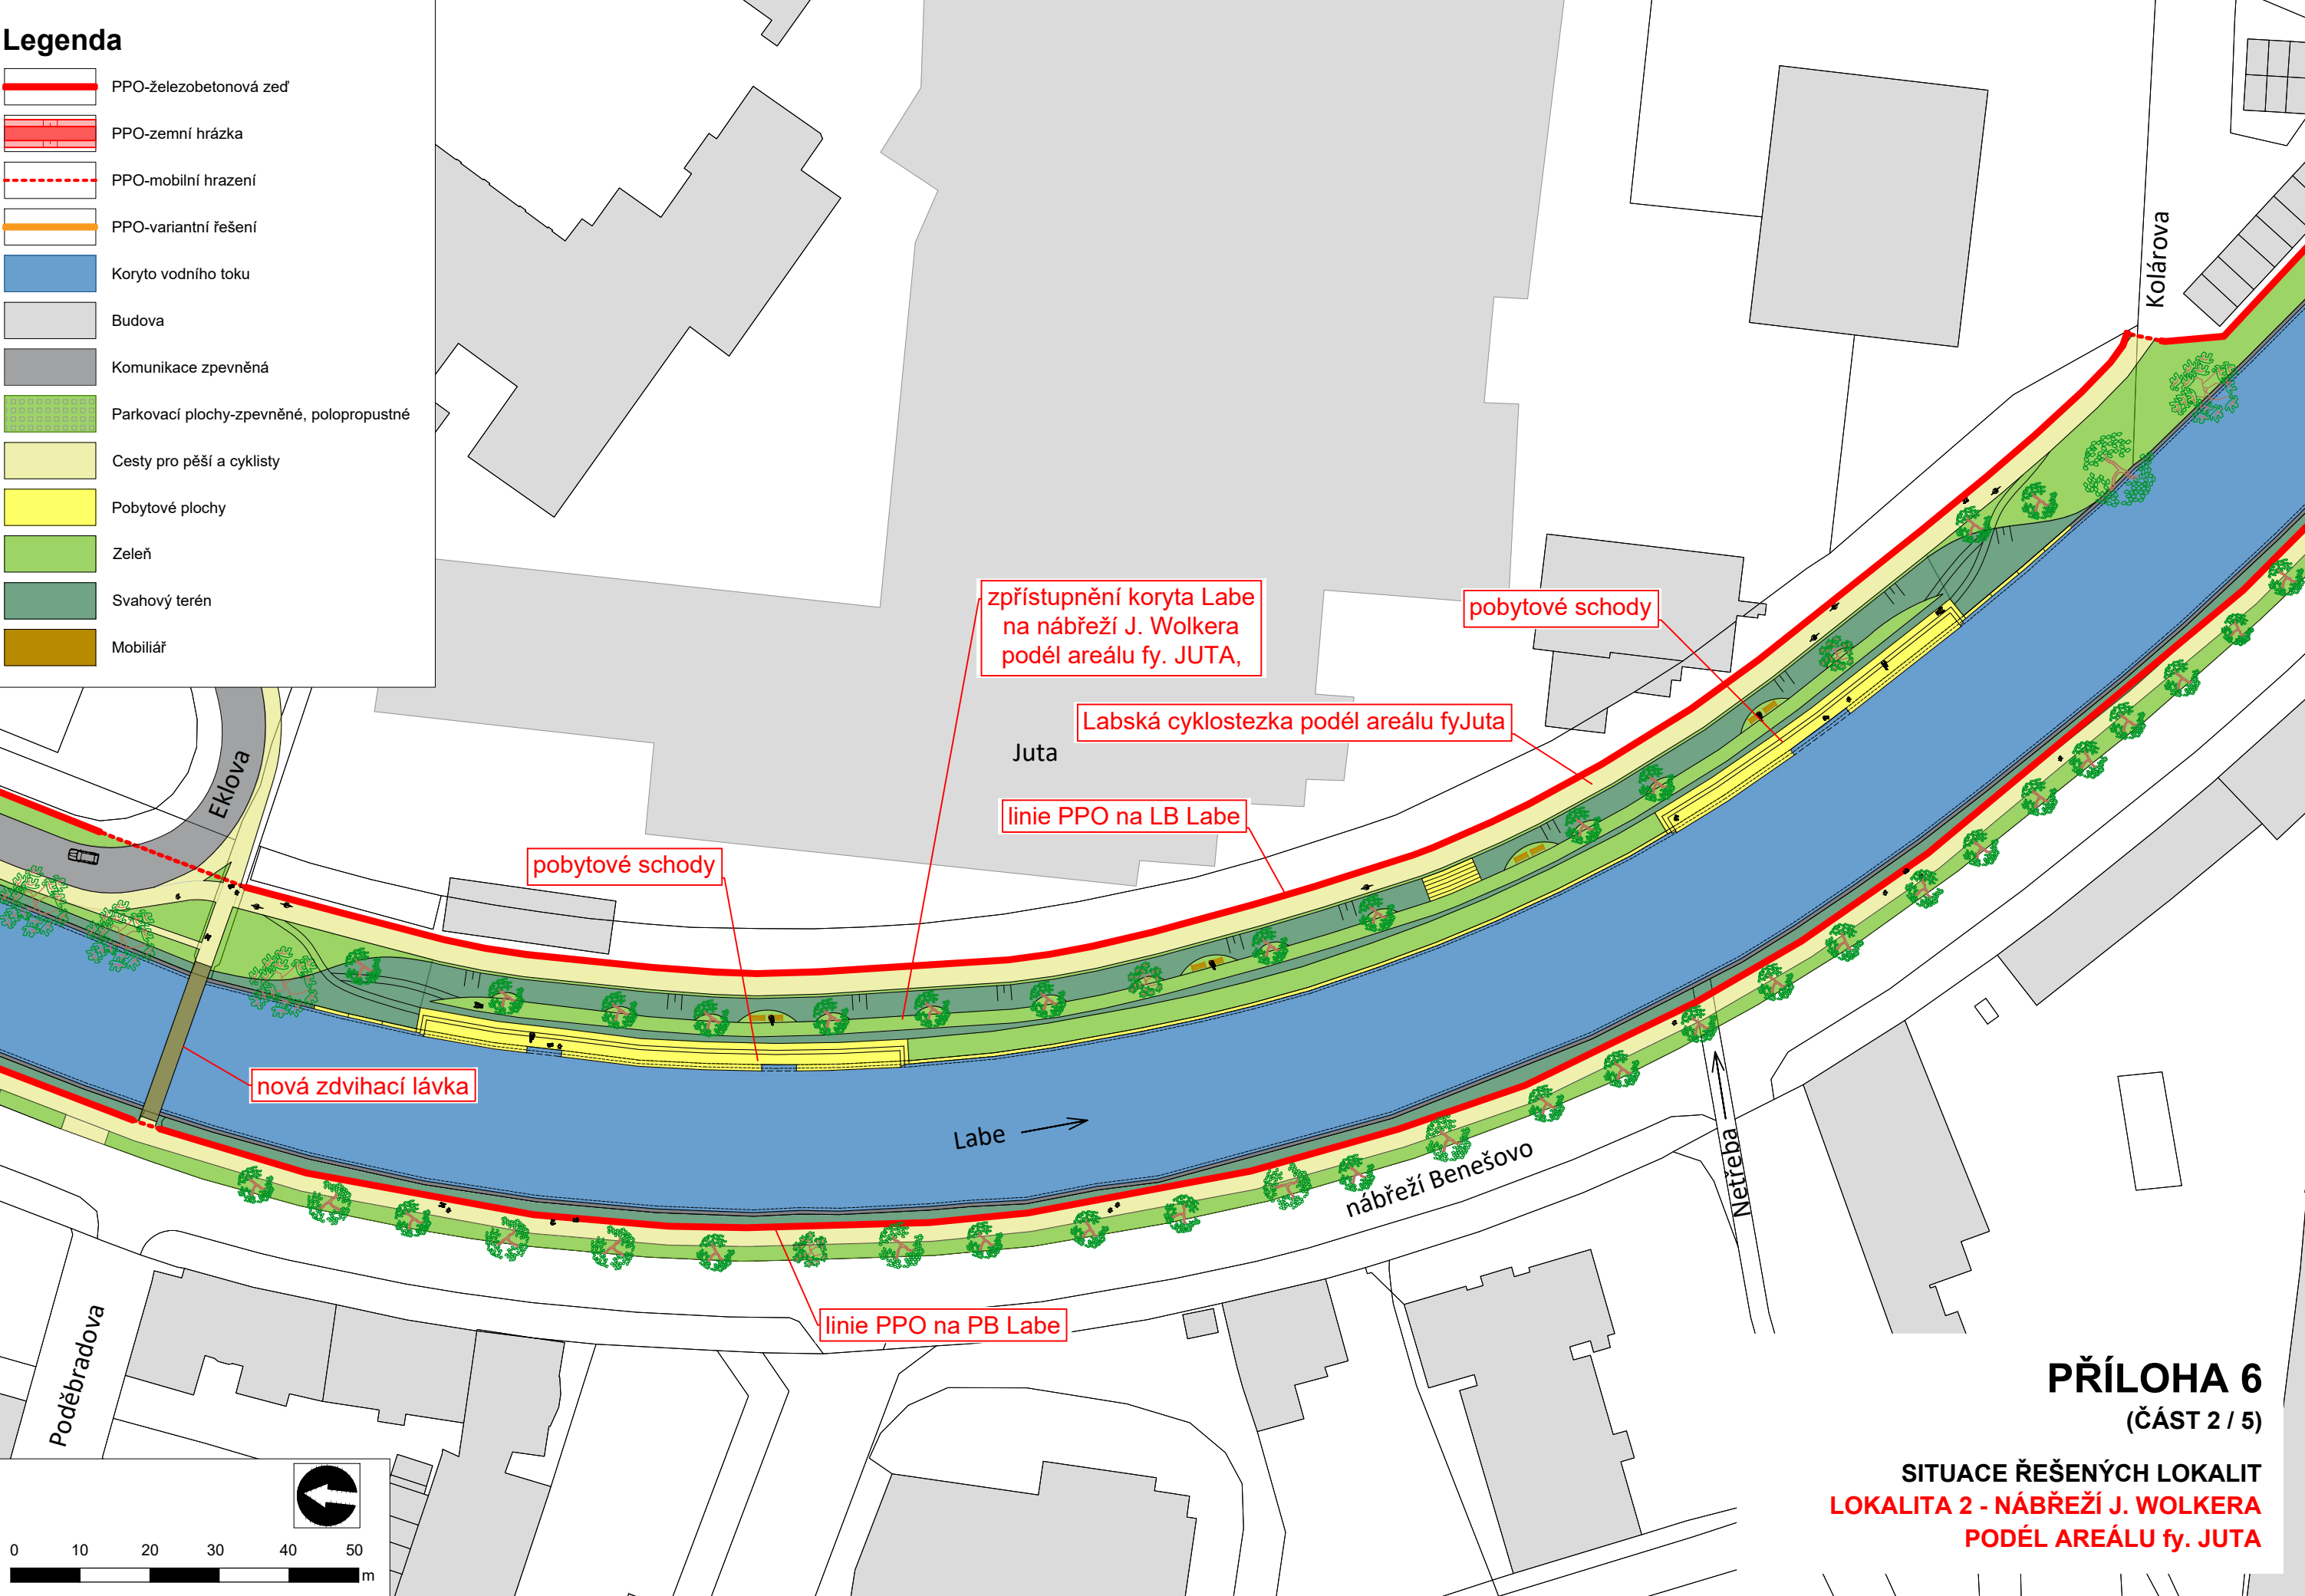 Legenda
PPO-železobetonová zeď
PPO-zemní hrázka
PPO-mobilní hrazení
PPO-variantní řešení
Koryto vodního toku
Budova
Komunikace zpevněná
Parkovací plochy-zpevněné, polopropustné
Cesty pro pěší a cyklisty
Pobytové plochy
Zeleň
Svahový terén
Mobiliář
Kolárova
zpřístupnění koryta Labe
na nábřeží J. Wolkera
podél areálu fy. JUTA,
pobytové schody
Labská cyklostezka podél areálu fyJuta
Juta
Eklova
linie PPO na LB Labe
pobytové schody
nová zdvihací lávka
Labe
nábřeží Benešovo
Netřeba
linie PPO na PB Labe
Poděbradova
PŘÍLOHA 6
(ČÁST 2 / 5)
SITUACE ŘEŠENÝCH LOKALIT
LOKALITA 2 - NÁBŘEŽÍ J. WOLKERA
PODÉL AREÁLU fy. JUTA
0 10 20 30 40 50
m